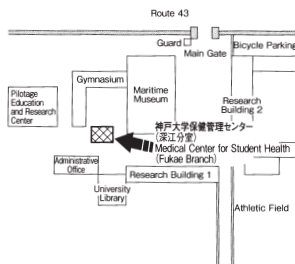 Route 43
Guard
Main Gate
Bicycle Parking
Gymnasium
Maritime
Museum
Pilotage
Education
and Research
Center
Research
Building 2
神戸大学保健管理センター
(深江分室)
Medical Center for Student Health
(Fukae Branch)
Administrative
Office
University
Library
Research Building 1
Athletic Field